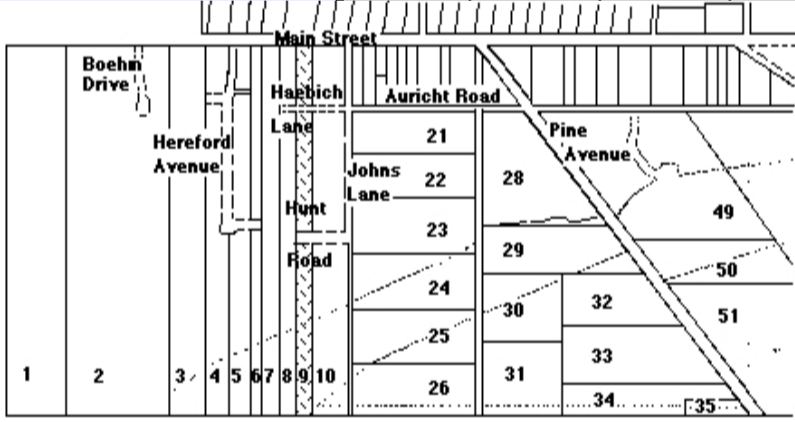 Main Street
Boehm
Drive
Haebich
Auricht Road
Lane
21
Pine
Hereford
Avenue
Avenue
Johns
Lane
22
28
Hunt
49
23
29
Road
50
24
30
32
51
25
33
1
2
3
4
5
6
7
8
9
10
31
26
34
35